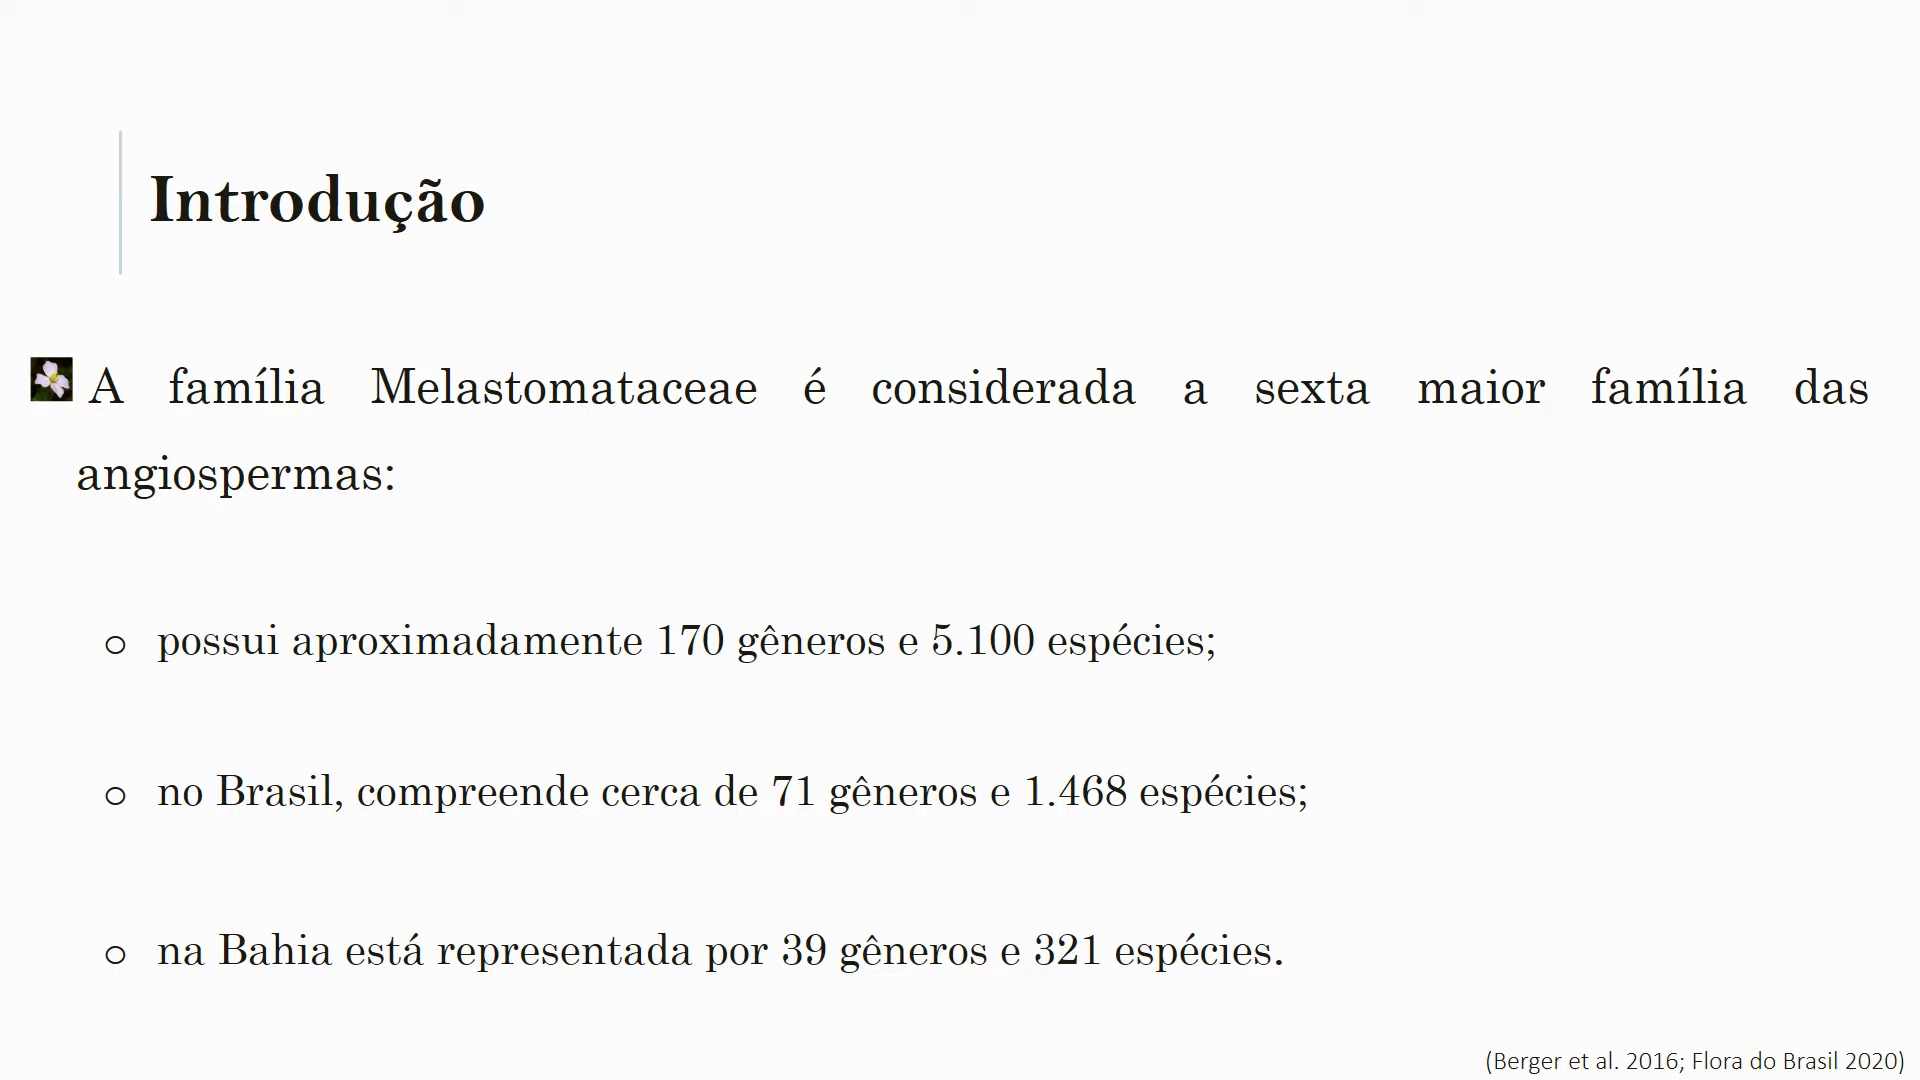 Introdução
A família Melastomataceae é considerada a sexta maior família das
angiospermas:
o possui aproximadamente 170 gêneros e 5.100 espécies;
o no Brasil, compreende cerca de 71 gêneros e 1.468 espécies;
o na Bahia está representada por 39 gêneros e 321 espécies.
(Berger et al. 2016; Flora do Brasil 2020)